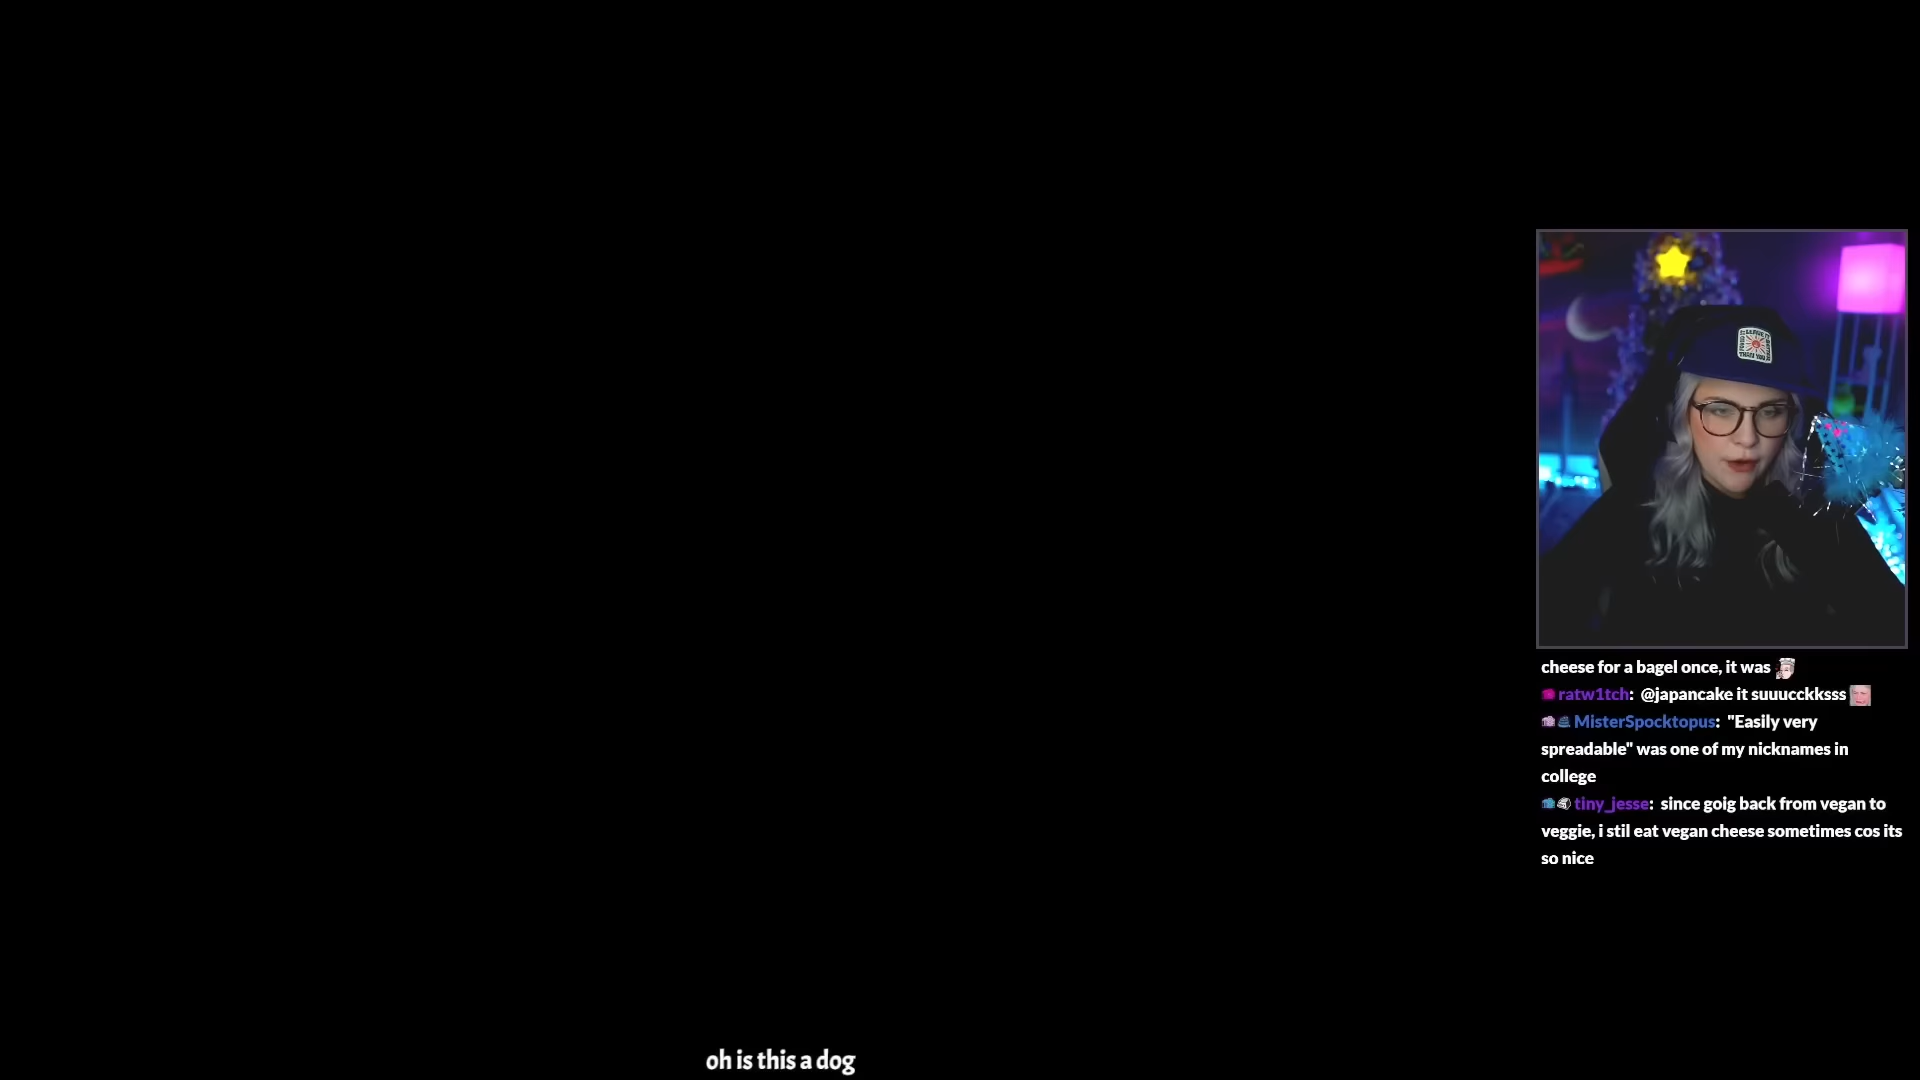 cheese for a bagel once, it was
ratw1tch: @japancake it suuucckksss
MisterSpocktopus: "Easily very
spreadable" was one of my nicknames in
college
tiny_jesse: since goig back from vegan to
veggie, i stil eat vegan cheese sometimes cos its
so nice
oh is this a dog